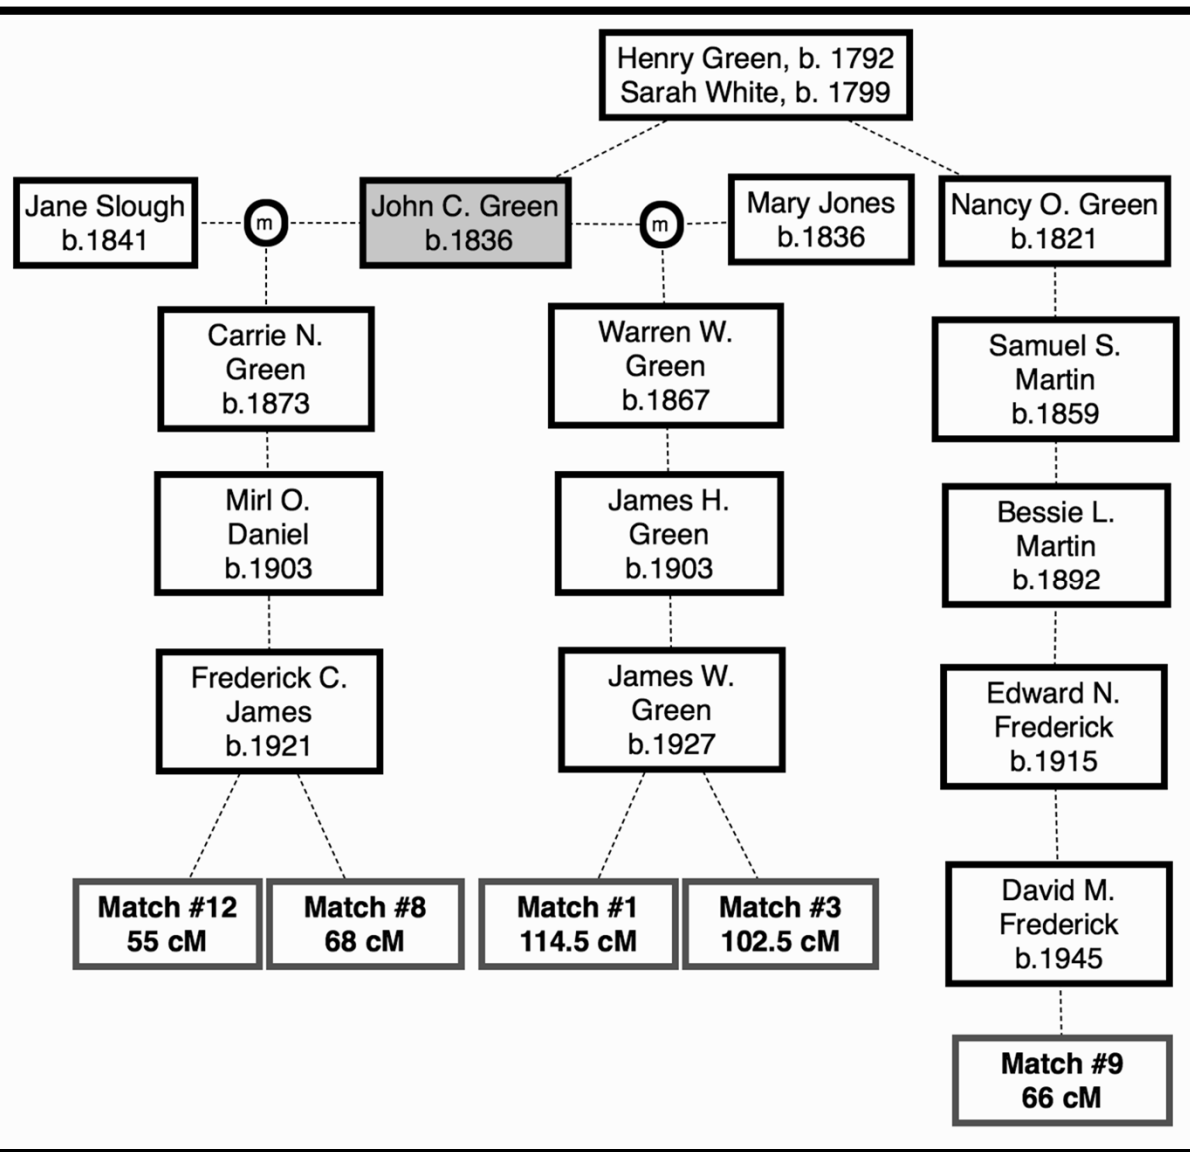 Henry Green, b. 1792
Sarah White, b. 1799
Jane Slough
b.1841
m
John C. Green
b.1836
m
Mary Jones
b.1836
Nancy O. Green
b.1821
Carrie N.
Green
b.1873
Warren W.
Green
b.1867
Samuel S.
Martin
b.1859
Mirl O.
Daniel
b.1903
James H.
Green
b.1903
Bessie L.
Martin
b.1892
Frederick C.
James
b.1921
James W.
Green
b.1927
Edward N.
Frederick
b.1915
Match #12
55 cM
Match #8
68 cM
Match #1
114.5 cM
Match #3
102.5 cM
David M.
Frederick
b.1945
Match #9
66 cM